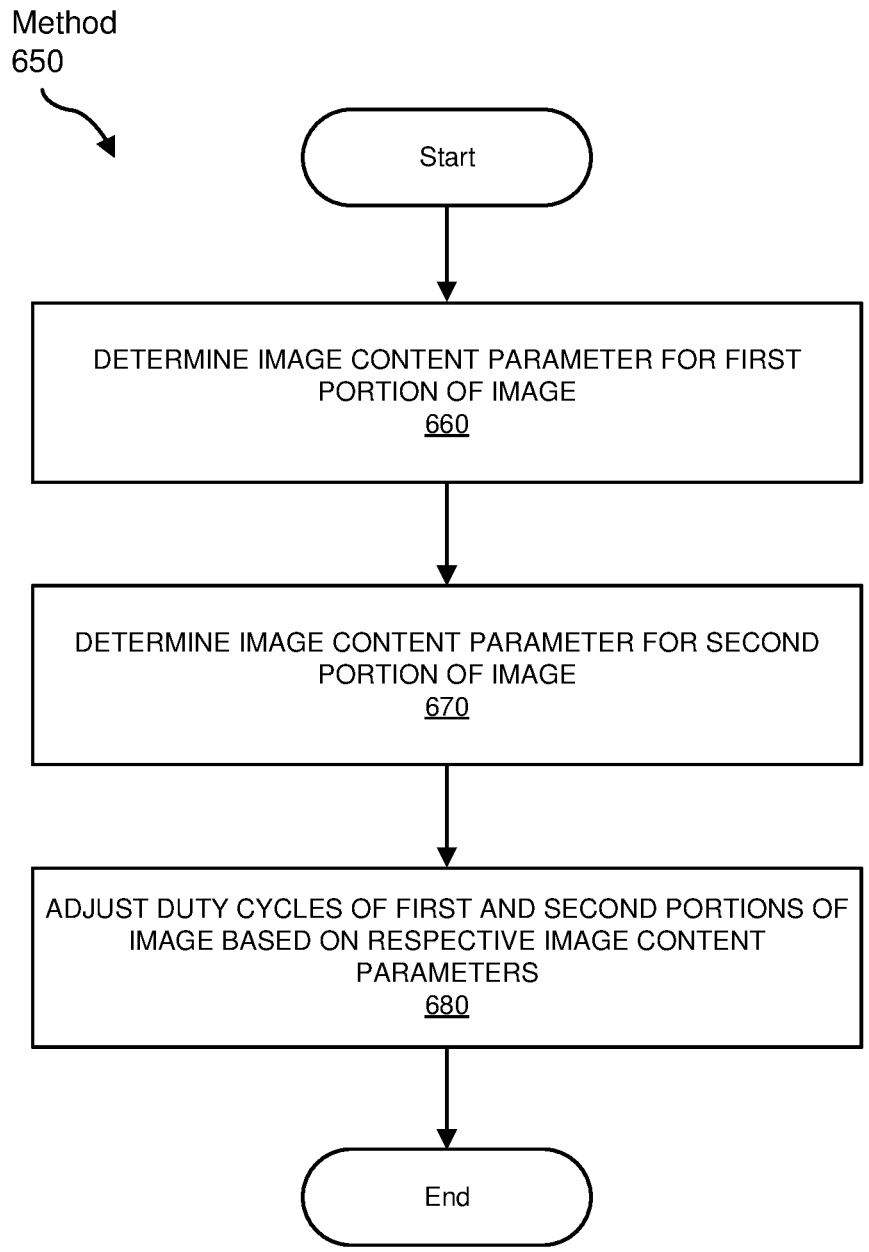 Method
650
Start
DETERMINE IMAGE CONTENT PARAMETER FOR FIRST
PORTION OF IMAGE
660
DETERMINE IMAGE CONTENT PARAMETER FOR SECOND
PORTION OF IMAGE
670
ADJUST DUTY CYCLES OF FIRST AND SECOND PORTIONS OF
IMAGE BASED ON RESPECTIVE IMAGE CONTENT
PARAMETERS
680
End